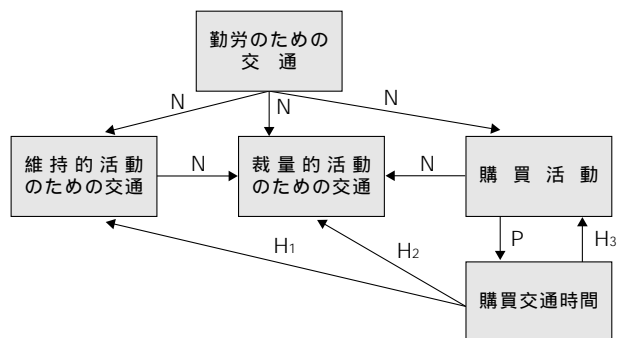 勤労のための
交通
N
N
N
維持的活動
のための交通
N
裁量的活動
のための交通
N
購買活動
H1
H2
P
H3
購買交通時間